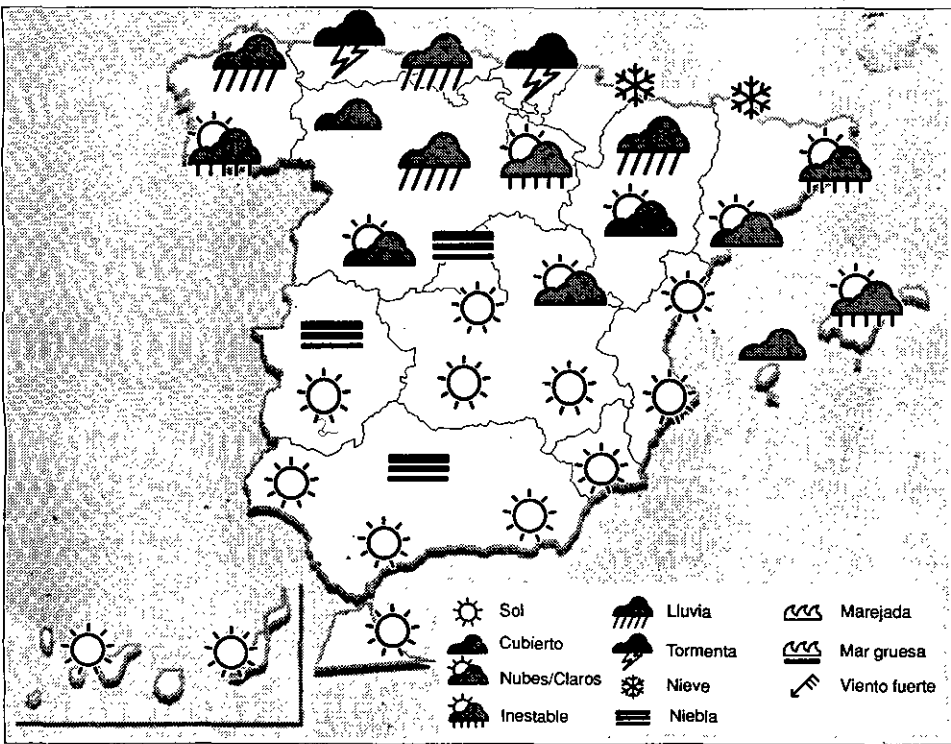 Sol
Cubierto
Nubes/Claros
Inestable
Lluvia
Tormenta
Nieve
Niebla
Marejada
Mar gruesa
Viento fuerte